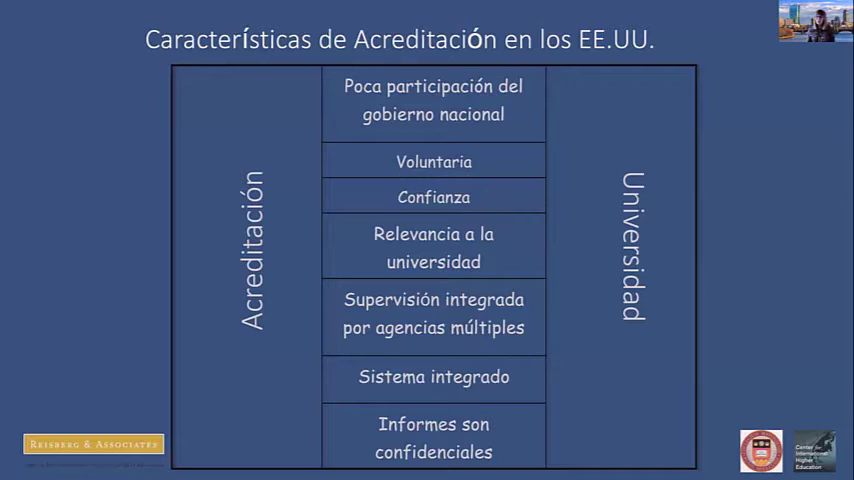 Características de Acreditación en los EE.UU.
Acreditación
Poca participación del
gobierno nacional
Voluntaria
Confianza
Relevancia a la
universidad
Supervisión integrada
por agencias múltiples
Sistema integrado
Informes son
confidenciales
Universidad
REISBERG & ASSOCIATES
Center for
International
Higher
Education